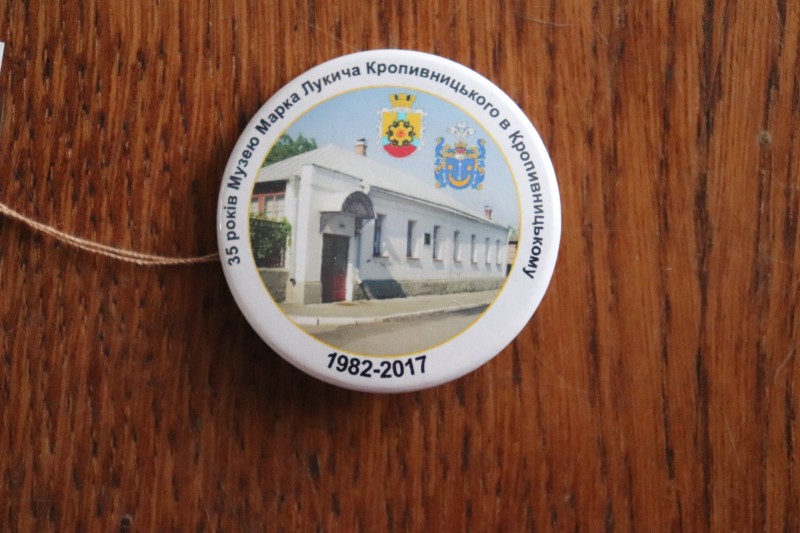 35 років Музею Марка Лукича Кропивницького в Кропивницькому
1982-2017